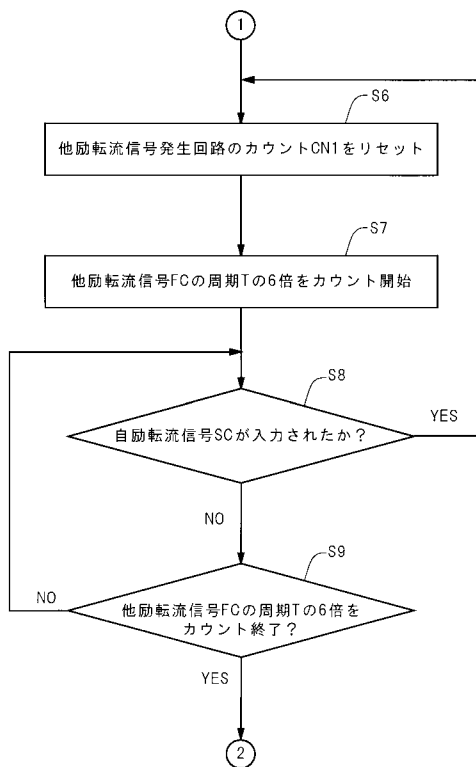 1
S6
他励転流信号発生回路のカウントCN1をリセット
S7
他励転流信号FCの周期Tの6倍をカウント開始
S8
自励転流信号SCが入力されたか?
YES
NO
S9
NO
他励転流信号FCの周期Tの6倍を
カウント終了?
YES
2